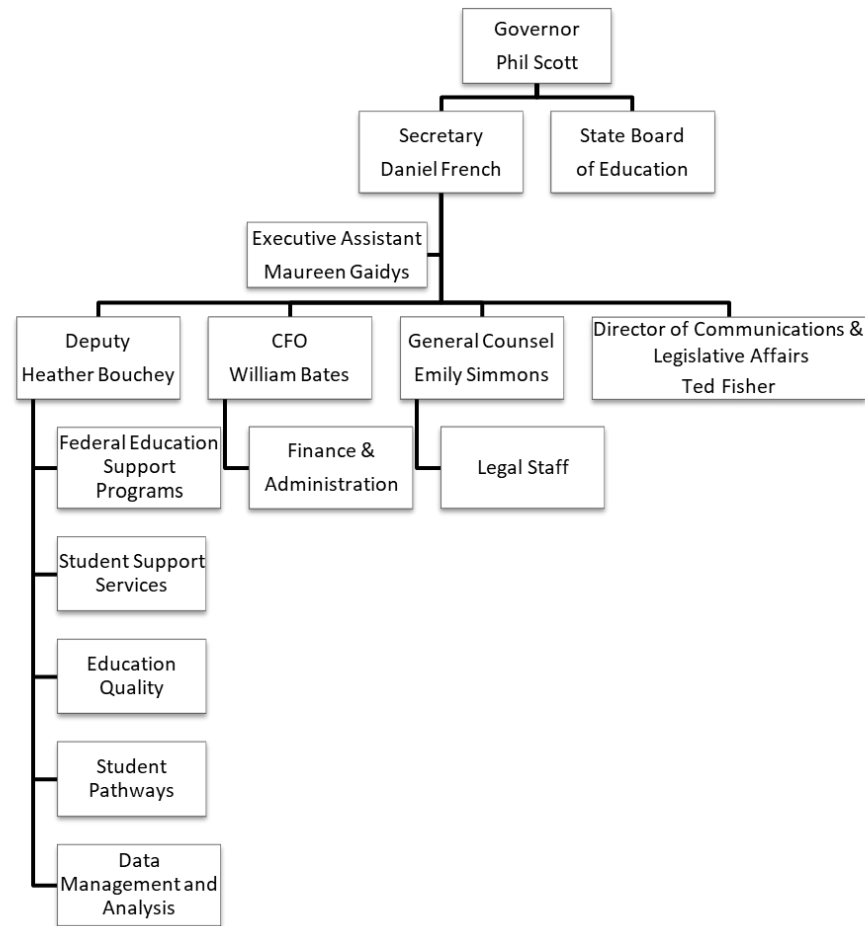 Governor
Phil Scott
Secretary
Daniel French
State Board
of Education
Executive Assistant
Maureen Gaidys
Deputy
Heather Bouchey
CFO
William Bates
General Counsel
Emily Simmons
Director of Communications &
Legislative Affairs
Ted Fisher
Federal Education
Support
Programs
Finance &
Administration
Legal Staff
Student Support
Services
Education
Quality
Student
Pathways
Data
Management and
Analysis